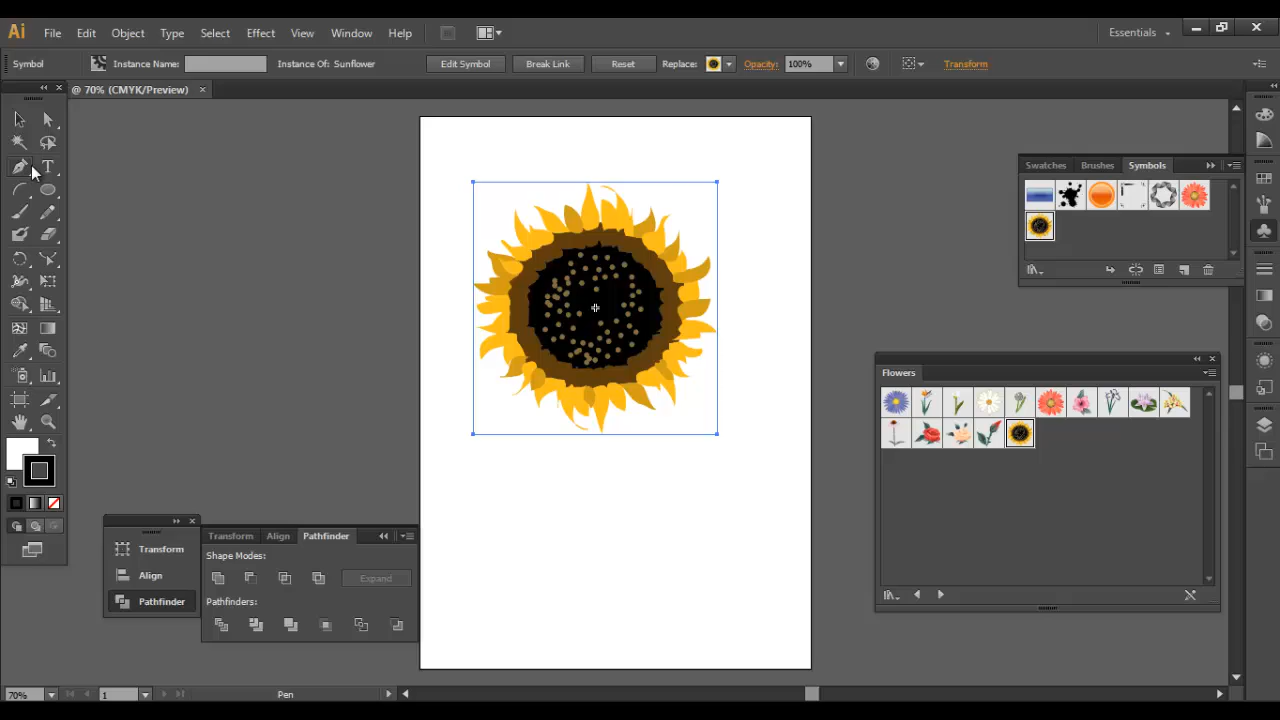 Ai File Edit Object Type Select Effect View Window Help Essentials
Symbol Instance Name: Instance Of: Sunflower Edit Symbol Break Link Reset Replace: Opacity: 100% Transform
@ 70% (CMYK/Preview)
Swatches Brushes Symbols
Flowers
Transform Align Pathfinder
Shape Modes:
Expand
Pathfinders:
Transform
Align
Pathfinder
70% 1 Pen